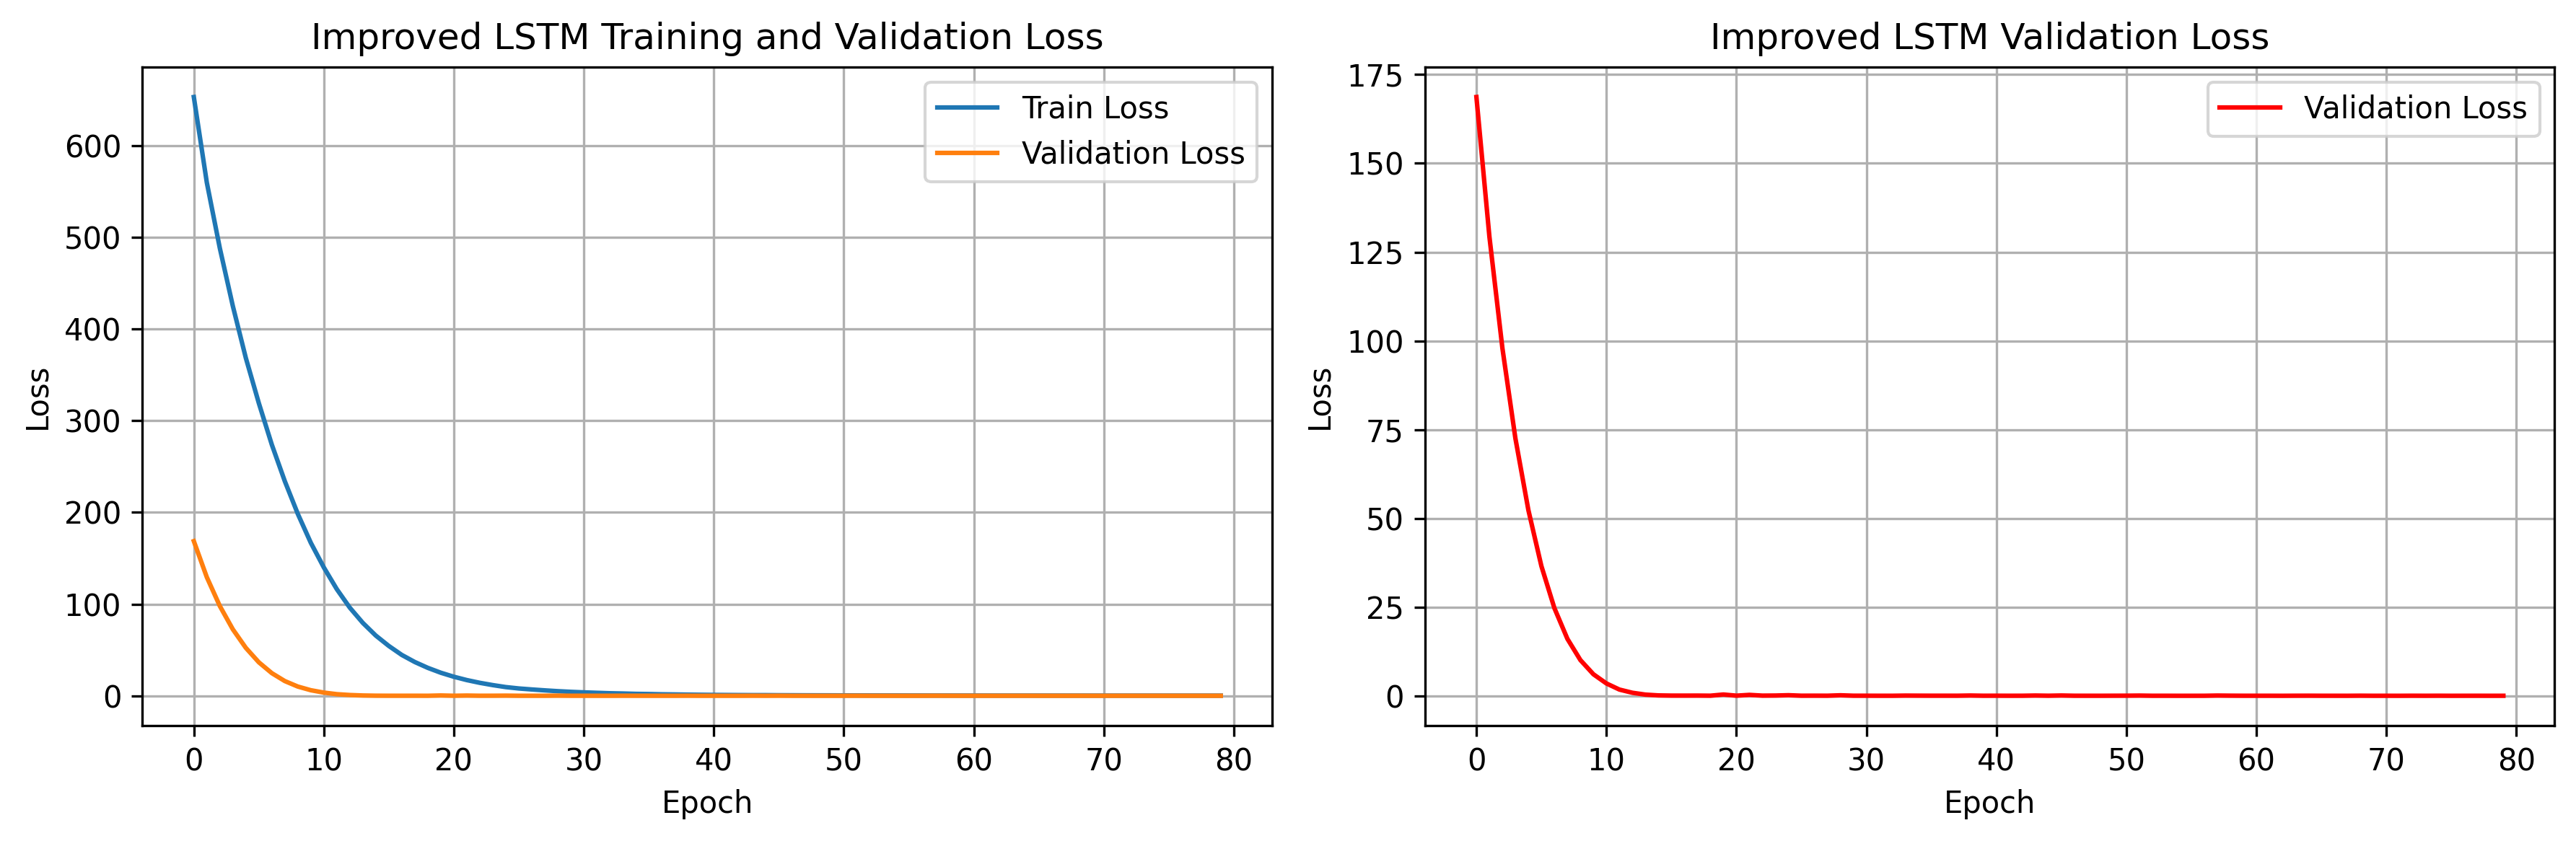 Improved LSTM Training and Validation Loss
Train Loss
Validation Loss
600
500
400
300
200
100
0
Loss
0 10 20 30 40 50 60 70 80
Epoch
Improved LSTM Validation Loss
Validation Loss
175
150
125
100
75
50
25
0
Loss
0 10 20 30 40 50 60 70 80
Epoch